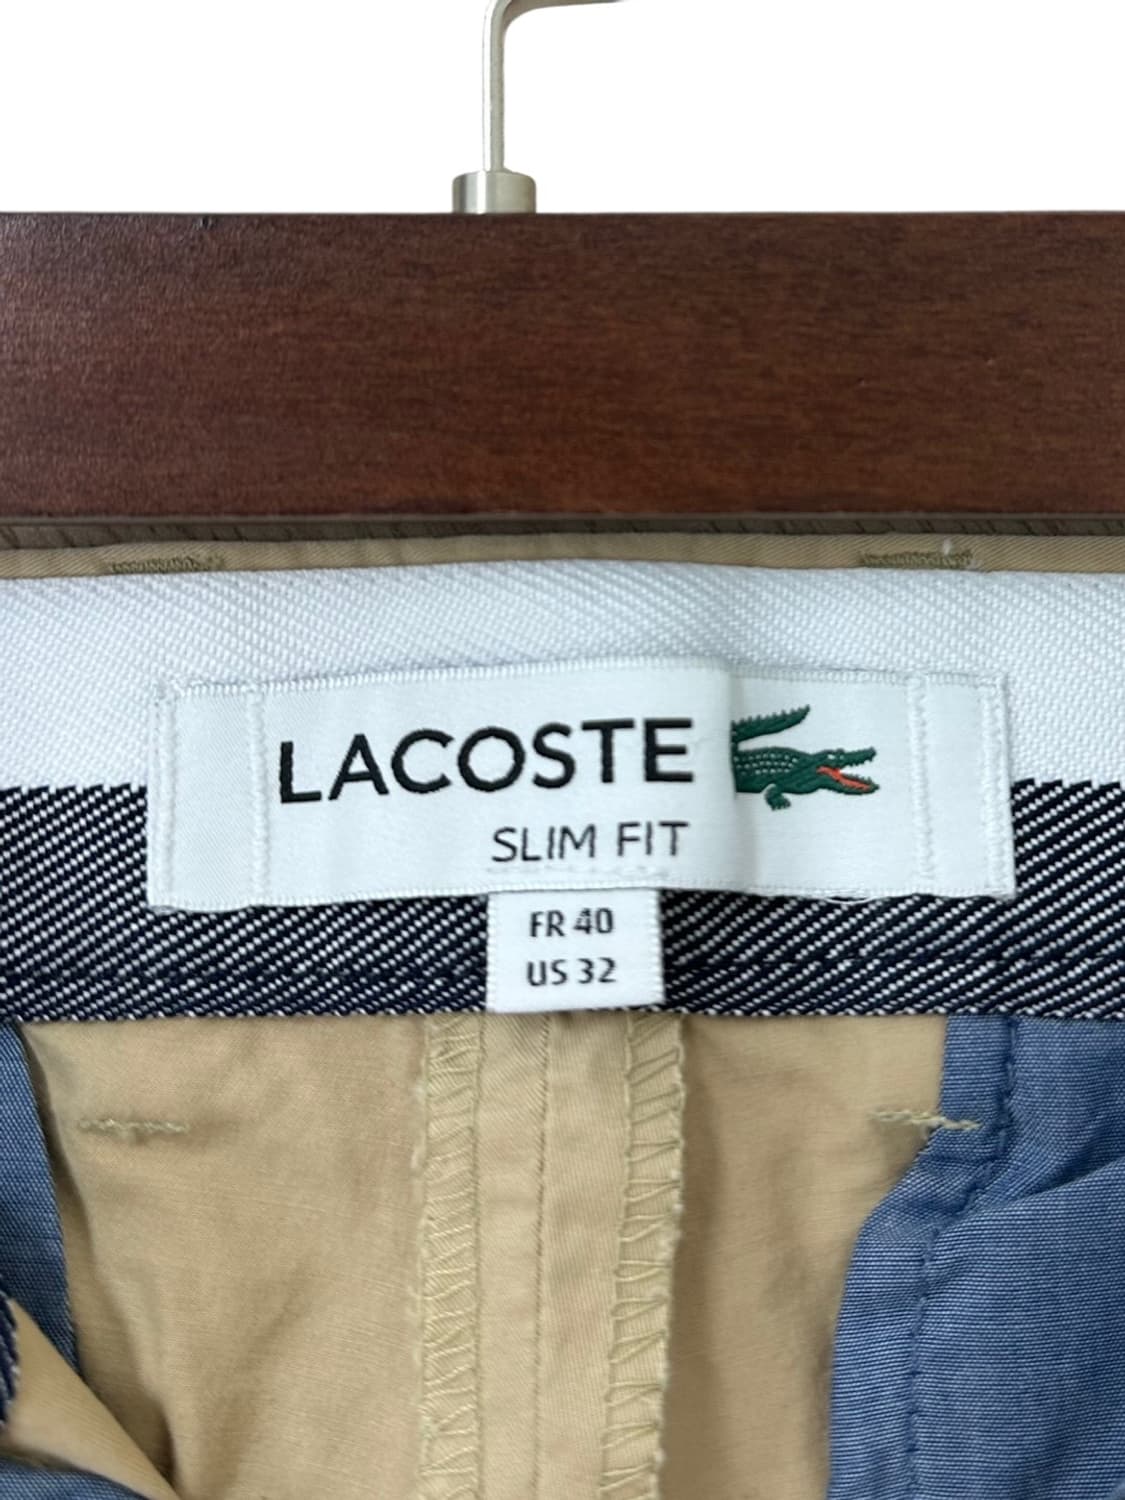 LACOSTE
SLIM FIT
FR 40
US 32